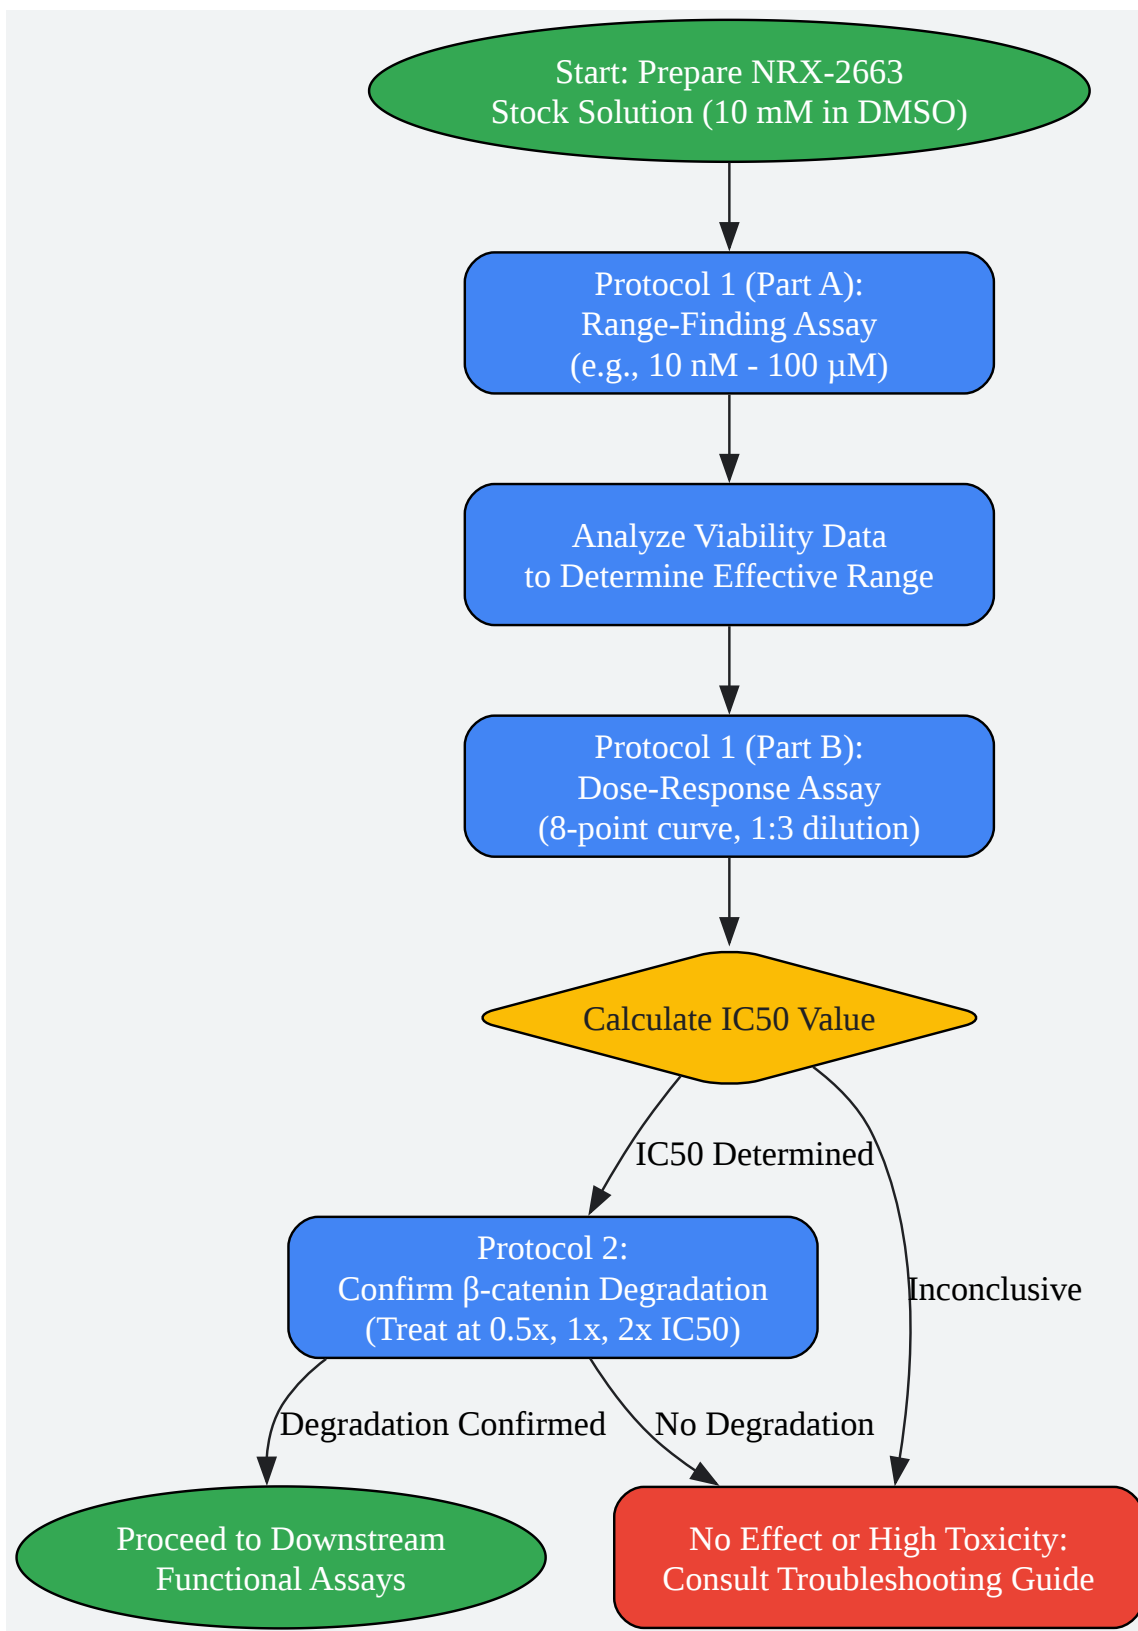 Start: Prepare NRX-2663
Stock Solution (10 mM in DMSO)
Protocol 1 (Part A):
Range-Finding Assay
(e.g., 10 nM - 100 µM)
Analyze Viability Data
to Determine Effective Range
Protocol 1 (Part B):
Dose-Response Assay
(8-point curve, 1:3 dilution)
Calculate IC50 Value
IC50 Determined
Protocol 2:
Confirm β-catenin Degradation
(Treat at 0.5x, 1x, 2x IC50)
Inconclusive
Degradation Confirmed
No Degradation
Proceed to Downstream
Functional Assays
No Effect or High Toxicity:
Consult Troubleshooting Guide